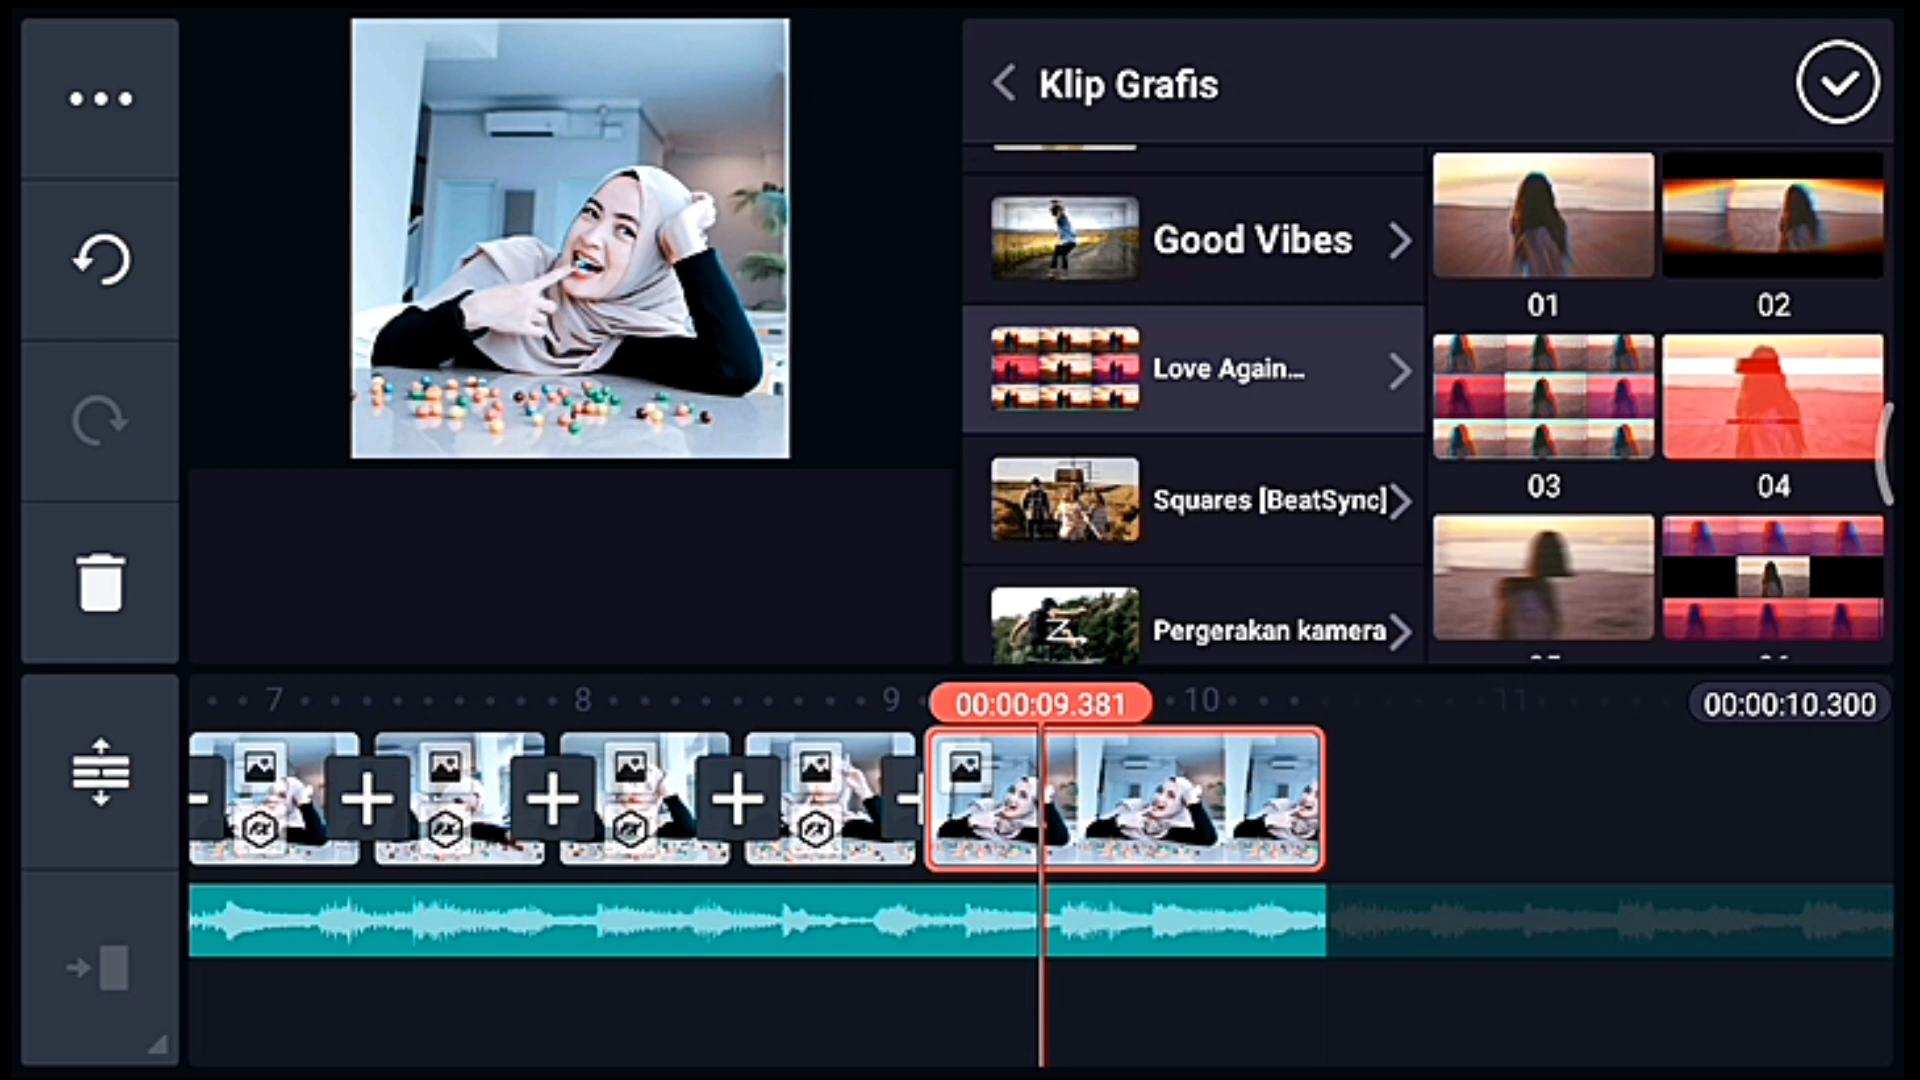 Klip Grafis
Good Vibes
Love Again...
Squares [BeatSync]
Pergerakan kamera
01
02
03
04
7
8
9
00:00:09.381
10
11
00:00:10.300